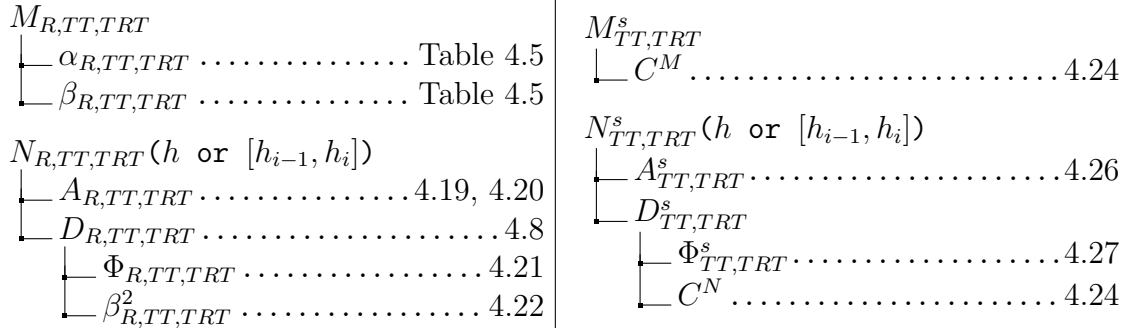 M_{R,TT,TRT}
α_{R,TT,TRT} ................ Table 4.5
β_{R,TT,TRT} ................ Table 4.5
N_{R,TT,TRT}(h or [h_{i−1}, h_i])
A_{R,TT,TRT} ................ 4.19, 4.20
D_{R,TT,TRT} ...................... 4.8
Φ_{R,TT,TRT} ................... 4.21
β^2_{R,TT,TRT} ................... 4.22
M^s_{TT,TRT}
C^M ............................ 4.24
N^s_{TT,TRT}(h or [h_{i−1}, h_i])
A^s_{TT,TRT} ....................... 4.26
D^s_{TT,TRT}
Φ^s_{TT,TRT} .................... 4.27
C^N ......................... 4.24